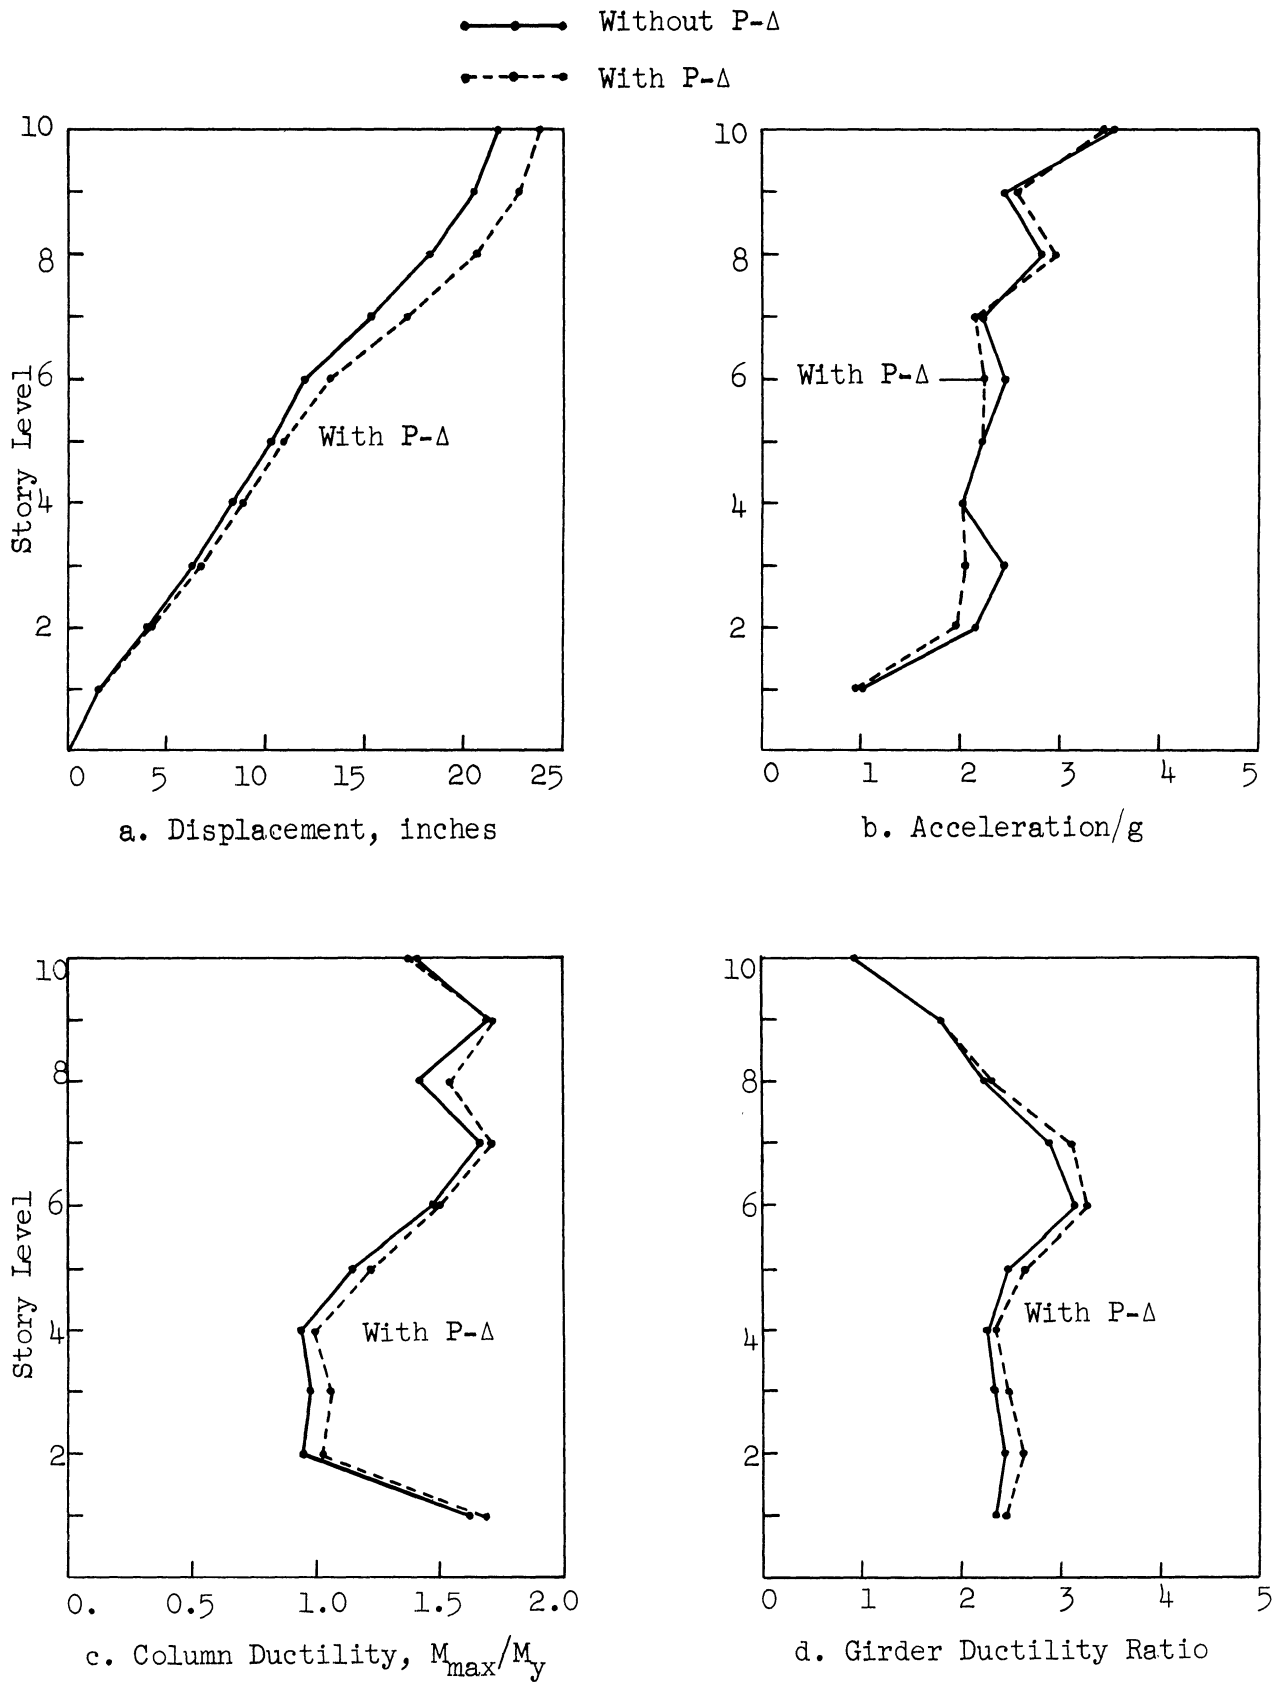 Without P-Δ
With P-Δ
10
8
6
4
2
Story Level
With P-Δ
0 5 10 15 20 25
a. Displacement, inches
10
8
6
4
2
With P-Δ
0 1 2 3 4 5
b. Acceleration/g
10
8
6
4
2
Story Level
With P-Δ
0. 0.5 1.0 1.5 2.0
c. Column Ductility, Mmax/My
10
8
6
4
2
With P-Δ
0 1 2 3 4 5
d. Girder Ductility Ratio